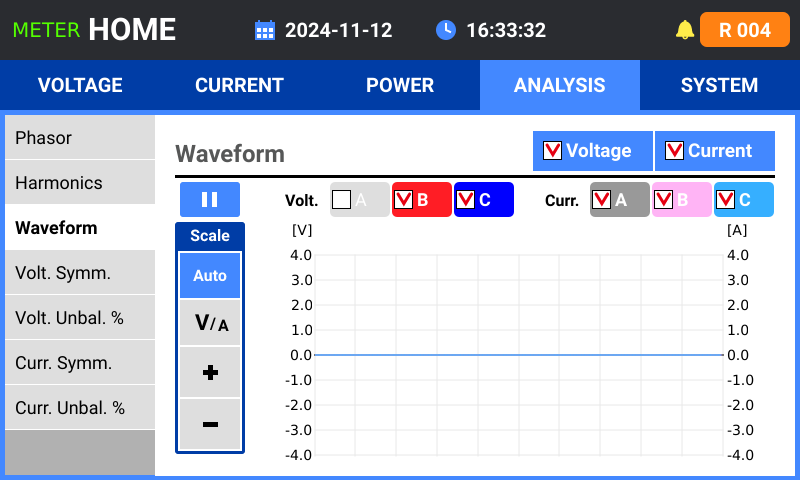 METER HOME 2024-11-12 16:33:32 R 004
VOLTAGE CURRENT POWER ANALYSIS SYSTEM
Phasor
Harmonics
Waveform
Volt. Symm.
Volt. Unbal. %
Curr. Symm.
Curr. Unbal. %
Waveform Voltage Current
Volt. A B C Curr. A B C
Scale
Auto
V/A
+
-
[V] [A]
4.0 4.0
3.0 3.0
2.0 2.0
1.0 1.0
0.0 0.0
-1.0 -1.0
-2.0 -2.0
-3.0 -3.0
-4.0 -4.0